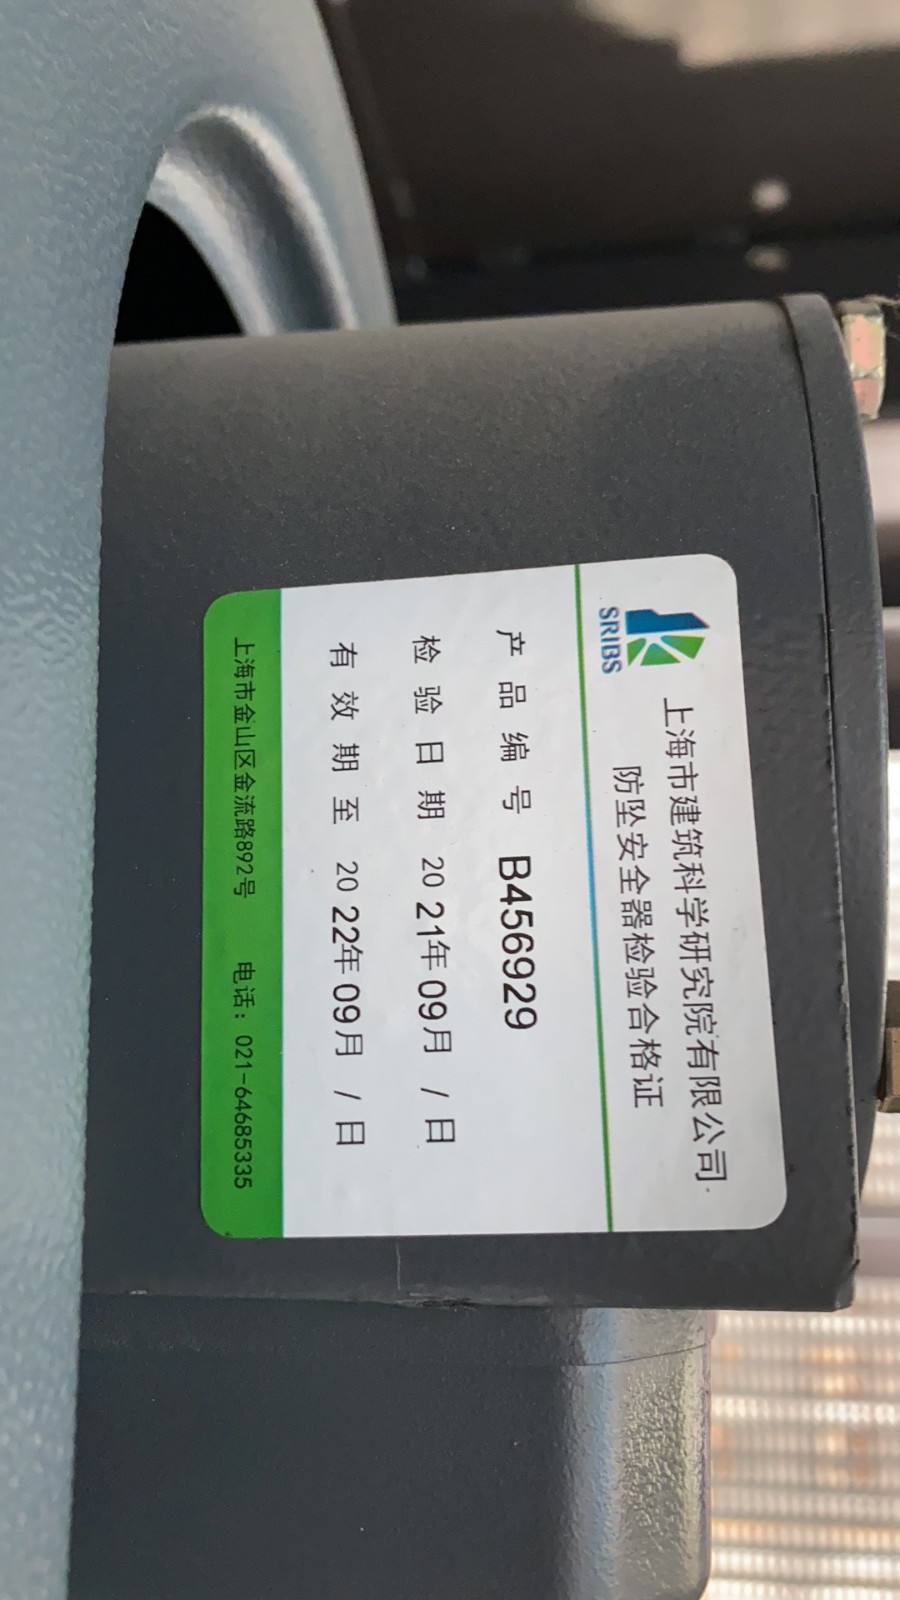 SRIBS
上海市建筑科学研究院有限公司
防坠安全器检验合格证
产品编号 B456929
检验日期 2021年09月 / 日
有效期至 2022年09月 / 日
上海市金山区金流路892号 电话：021-64685335